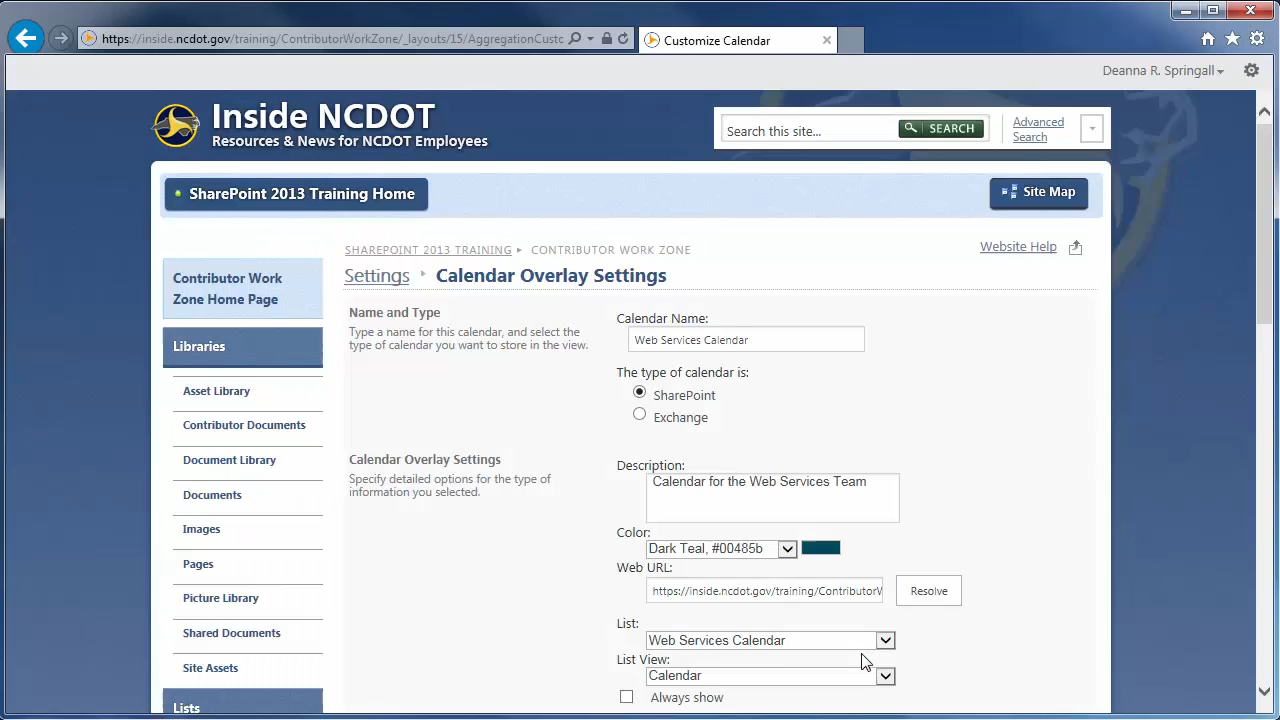 https://inside.ncdot.gov/training/ContributorWorkZone/_layouts/15/AggregationCustc
Customize Calendar
Deanna R. Springall
Inside NCDOT
Resources & News for NCDOT Employees
Search this site...
SEARCH
Advanced
Search
SharePoint 2013 Training Home
Site Map
SHAREPOINT 2013 TRAINING
CONTRIBUTOR WORK ZONE
Website Help
Settings
Calendar Overlay Settings
Contributor Work
Zone Home Page
Libraries
Asset Library
Contributor Documents
Document Library
Documents
Images
Pages
Picture Library
Shared Documents
Site Assets
Lists
Name and Type
Type a name for this calendar, and select the
type of calendar you want to store in the view.
Calendar Name:
Web Services Calendar
The type of calendar is:
SharePoint
Exchange
Calendar Overlay Settings
Specify detailed options for the type of
information you selected.
Description:
Calendar for the Web Services Team
Color:
Dark Teal, #00485b
Web URL:
https://inside.ncdot.gov/training/ContributorW
Resolve
List:
Web Services Calendar
List View:
Calendar
Always show